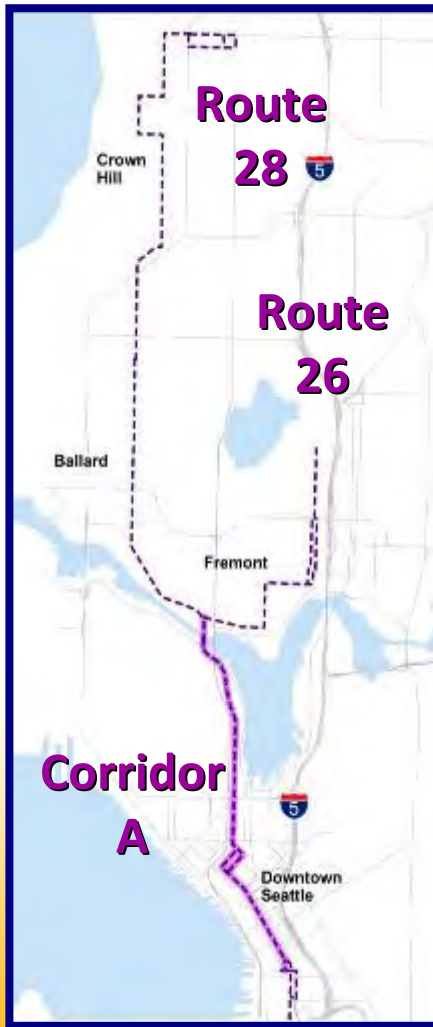 Route
28
5
Crown
Hill
Route
26
Ballard
Fremont
Corridor
A
5
Downtown
Seattle